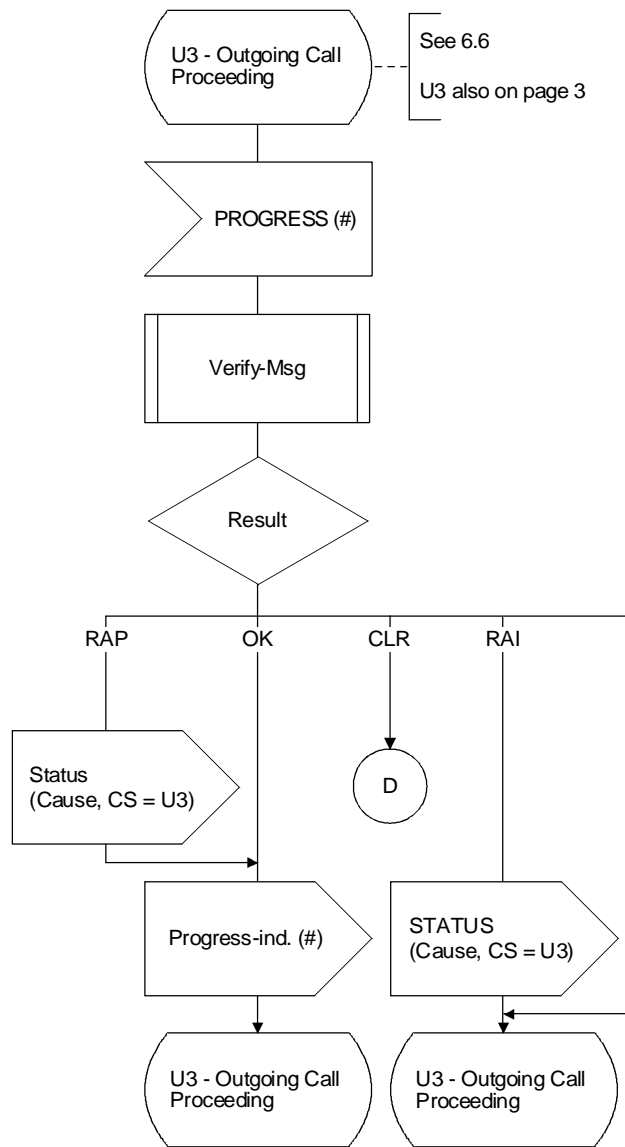 U3 - Outgoing Call
Proceeding
See 6.6
U3 also on page 3
PROGRESS (#)
Verify-Msg
Result
RAP
OK
CLR
RAI
Status
(Cause, CS = U3)
D
Progress-ind. (#)
STATUS
(Cause, CS = U3)
U3 - Outgoing Call
Proceeding
U3 - Outgoing Call
Proceeding